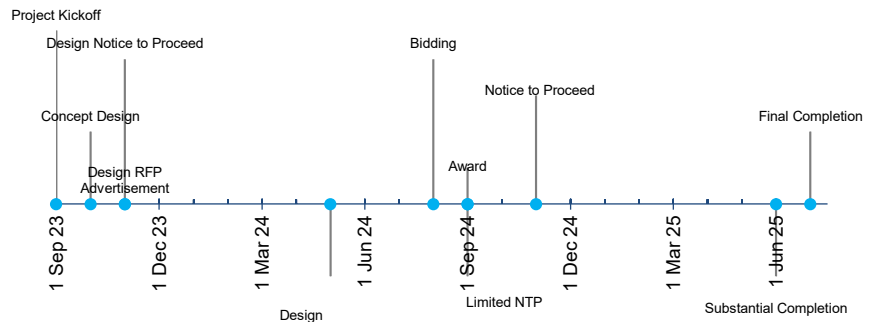 Project Kickoff
Design Notice to Proceed
Bidding
Notice to Proceed
Concept Design
Final Completion
Award
Design RFP
Advertisement
1 Sep 23
1 Dec 23
1 Mar 24
1 Jun 24
1 Sep 24
1 Dec 24
1 Mar 25
1 Jun 25
Limited NTP
Substantial Completion
Design